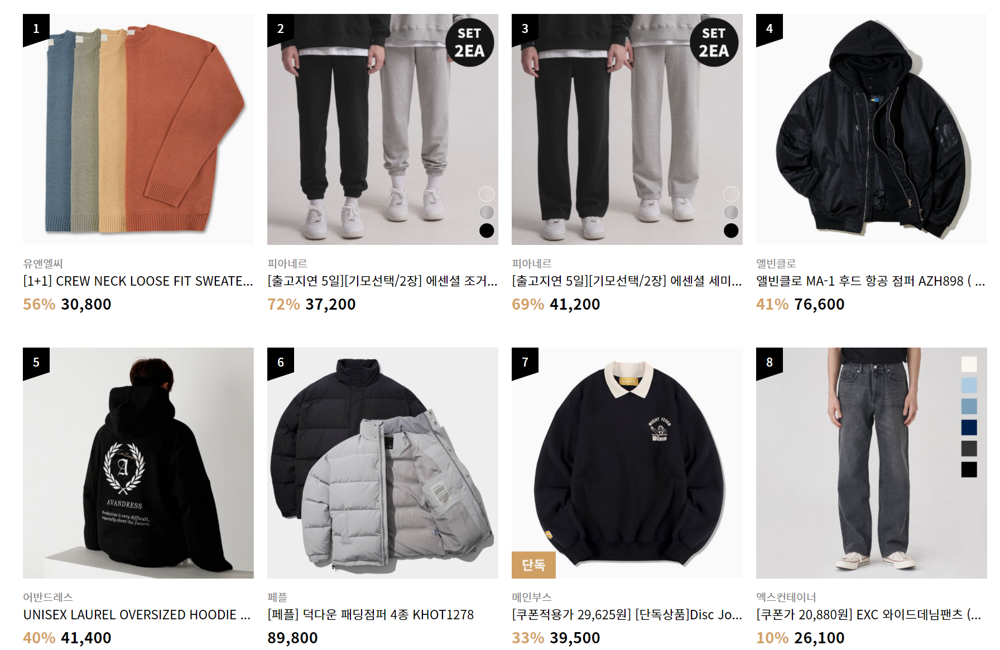 1
2
SET
2EA
3
SET
2EA
4
유앤엘씨
[1+1] CREW NECK LOOSE FIT SWEATE...
56% 30,800
피아네르
[출고지연 5일][기모선택/2장] 에센셜 조거...
72% 37,200
피아네르
[출고지연 5일][기모선택/2장] 에센셜 세미...
69% 41,200
앨빈클로
앨빈클로 MA-1 후드 항공 점퍼 AZH898 ( ...
41% 76,600
5
A
AVANDRESS
Prediction is very difficult,
especially about the future.
6
7
NIGHT FEVER
Disco
단독
8
어반드레스
UNISEX LAUREL OVERSIZED HOODIE ...
40% 41,400
페플
[페플] 덕다운 패딩점퍼 4종 KHOT1278
89,800
메인부스
[쿠폰적용가 29,625원] [단독상품]Disc Jo...
33% 39,500
엑스컨테이너
[쿠폰가 20,880원] EXC 와이드데님팬츠 (...
10% 26,100